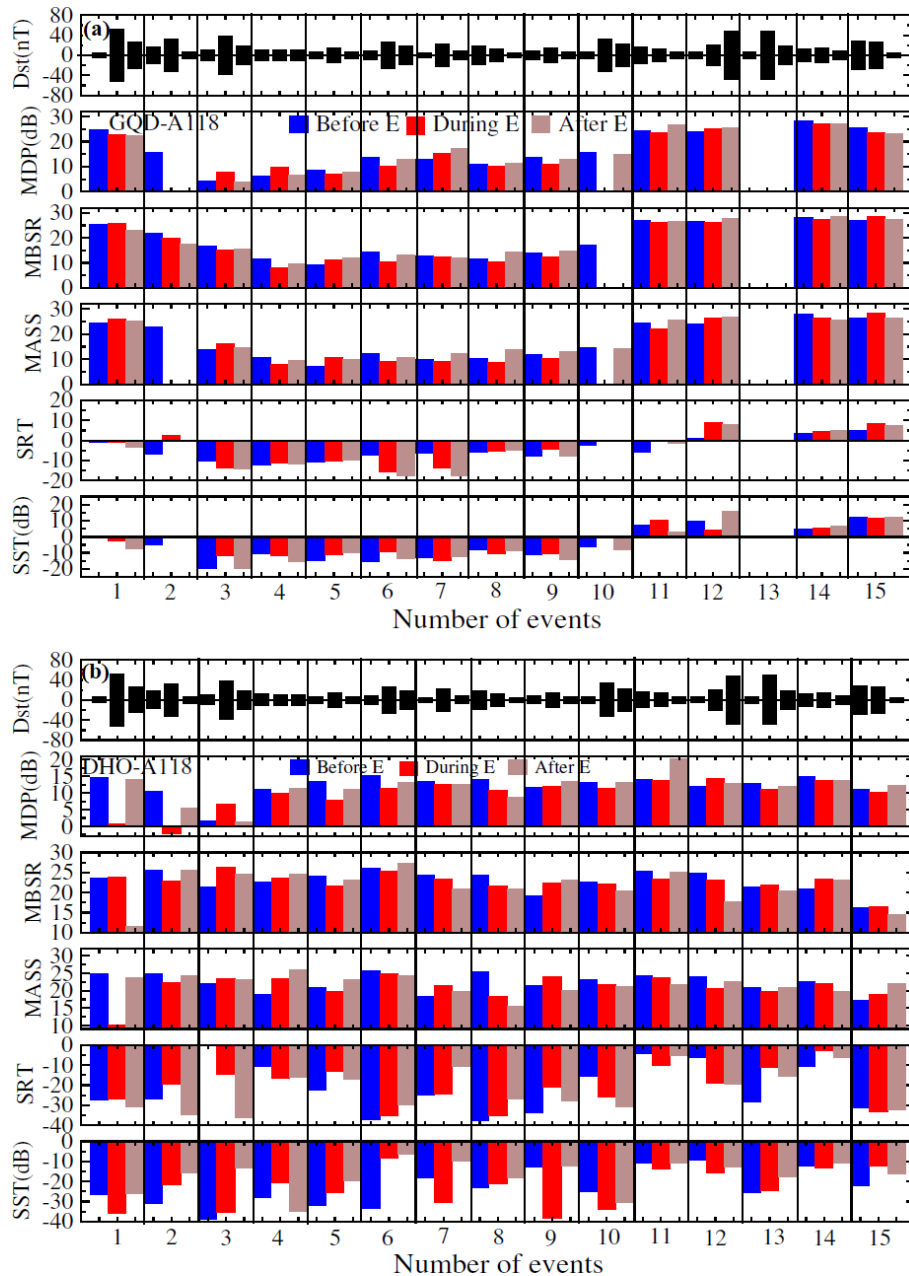 (a)
Dst(nT)
80
40
0
-40
-80
GQD-A118 Before E During E After E
MDP(dB)
30
20
10
0
MBSR
30
20
10
0
MASS
30
20
10
0
SRT
20
10
0
-10
-20
SST(dB)
20
10
0
-10
-20
1 2 3 4 5 6 7 8 9 10 11 12 13 14 15
Number of events
(b)
Dst(nT)
80
40
0
-40
-80
DHO-A118 Before E During E After E
MDP(dB)
20
15
10
5
0
MBSR
30
25
20
15
10
MASS
30
25
20
15
10
SRT
0
-10
-20
-30
-40
SST(dB)
0
-10
-20
-30
-40
1 2 3 4 5 6 7 8 9 10 11 12 13 14 15
Number of events